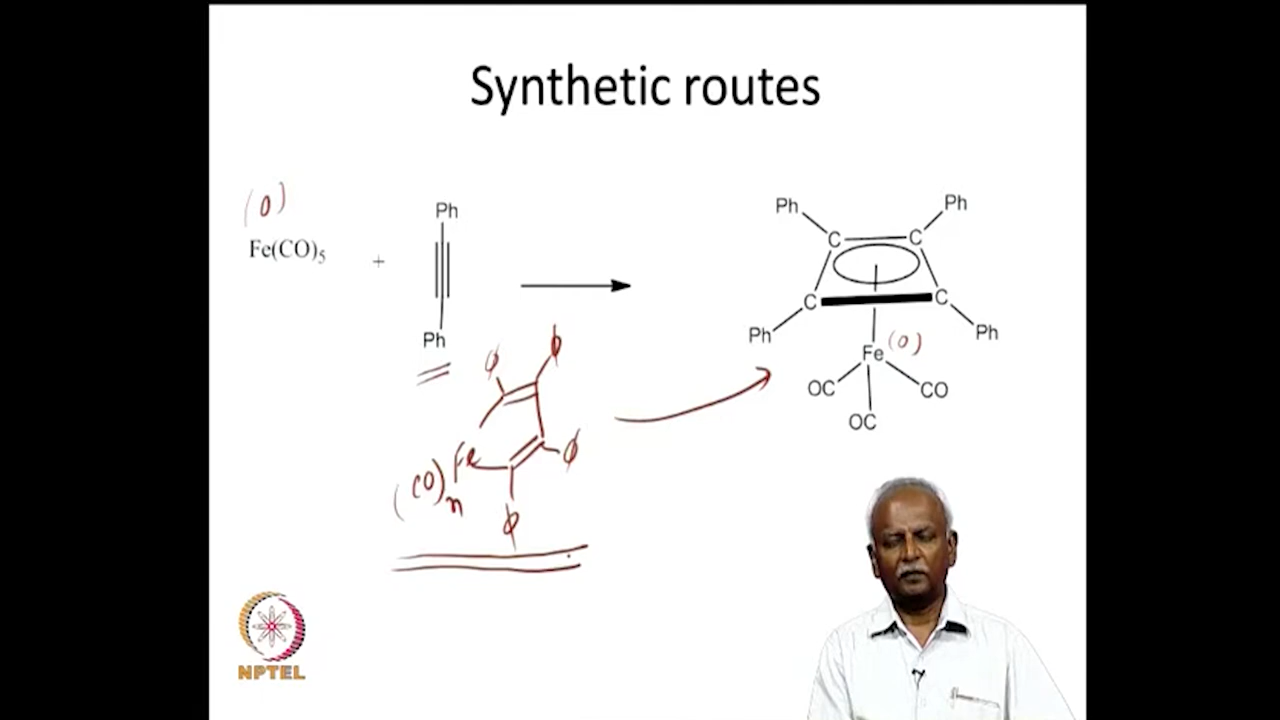 Synthetic routes
(0)
Fe(CO)5
+
Ph
Ph
Ph
Ph
C
C
C
C
Ph
Ph
Fe (0)
OC
CO
OC
ϕ
ϕ
Fe
ϕ
(CO)n
ϕ
NPTEL